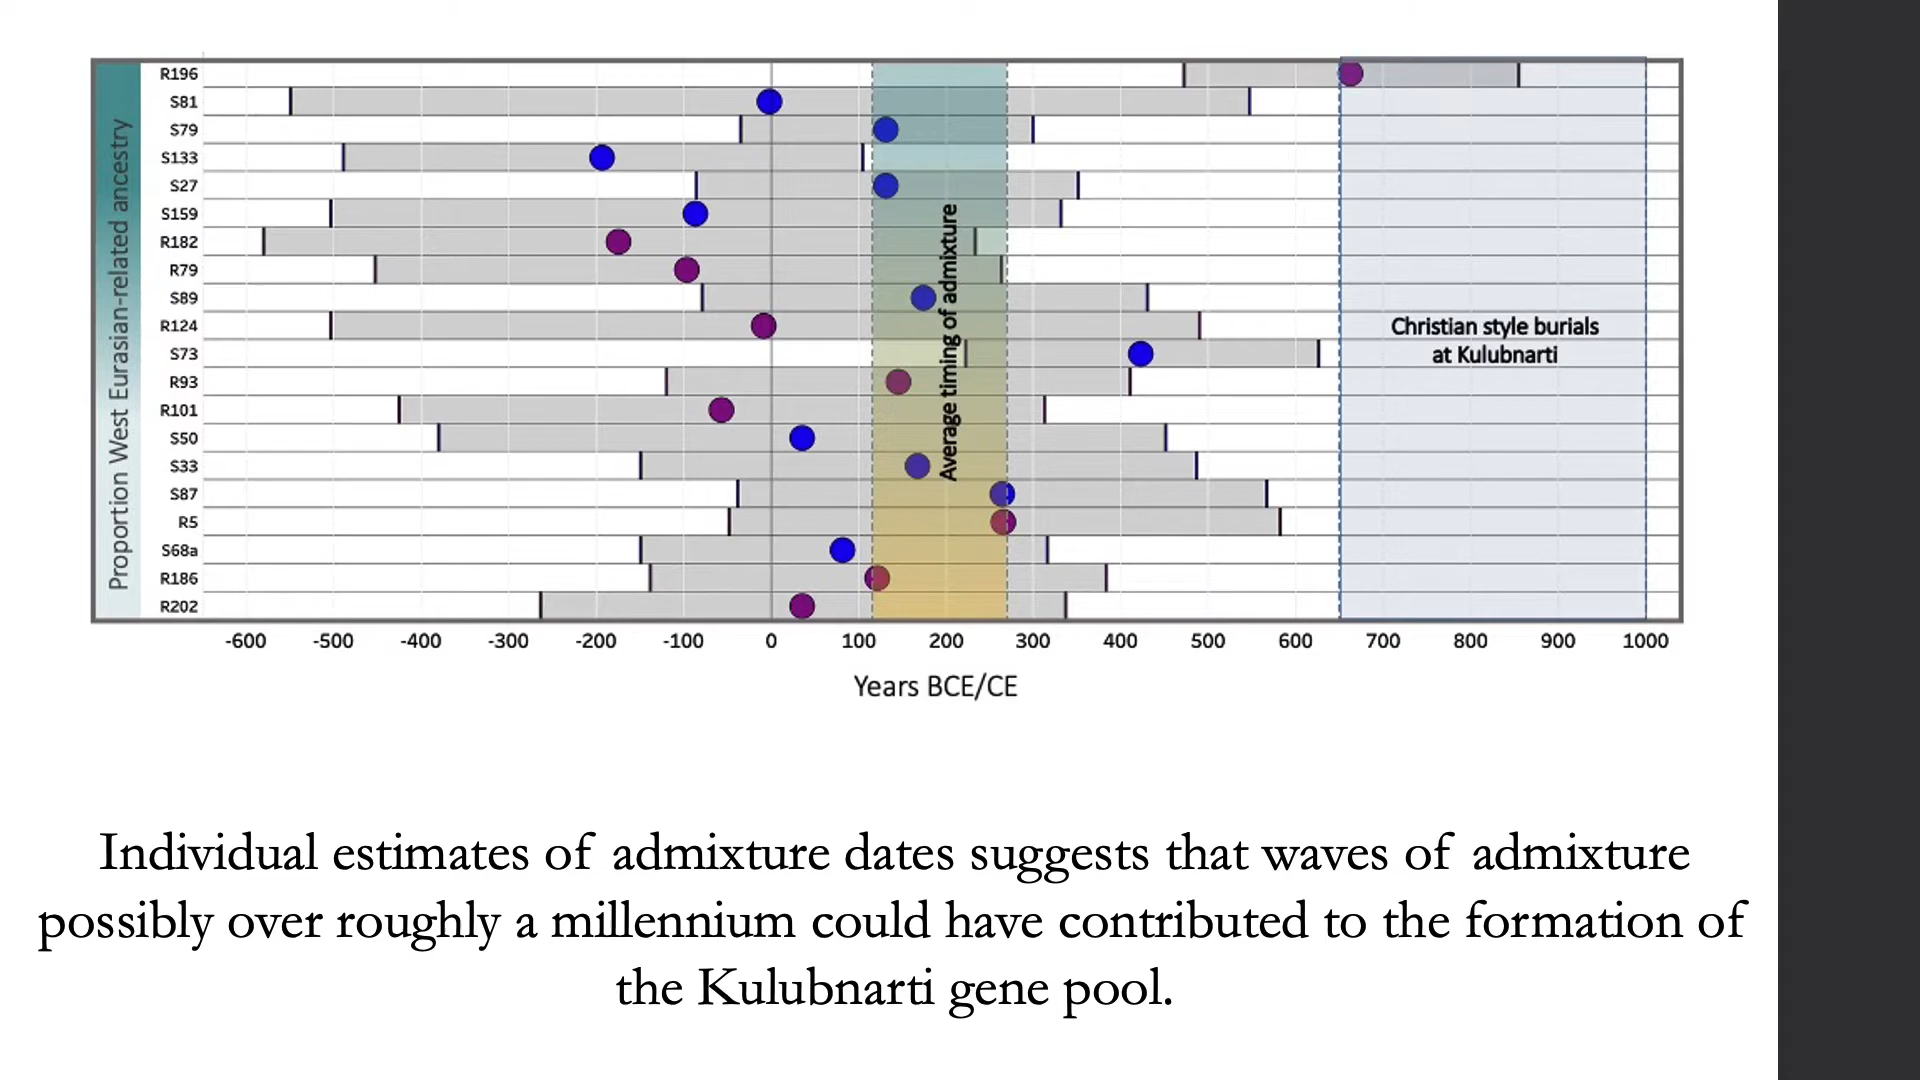 Proportion West Eurasian-related ancestry
R196
S81
S79
S133
S27
S159
R182
R79
S89
R124
S73
R93
R101
S50
S33
S87
R5
S68a
R186
R202
Average timing of admixture
Christian style burials
at Kulubnarti
-600 -500 -400 -300 -200 -100 0 100 200 300 400 500 600 700 800 900 1000
Years BCE/CE
Individual estimates of admixture dates suggests that waves of admixture
possibly over roughly a millennium could have contributed to the formation of
the Kulubnarti gene pool.